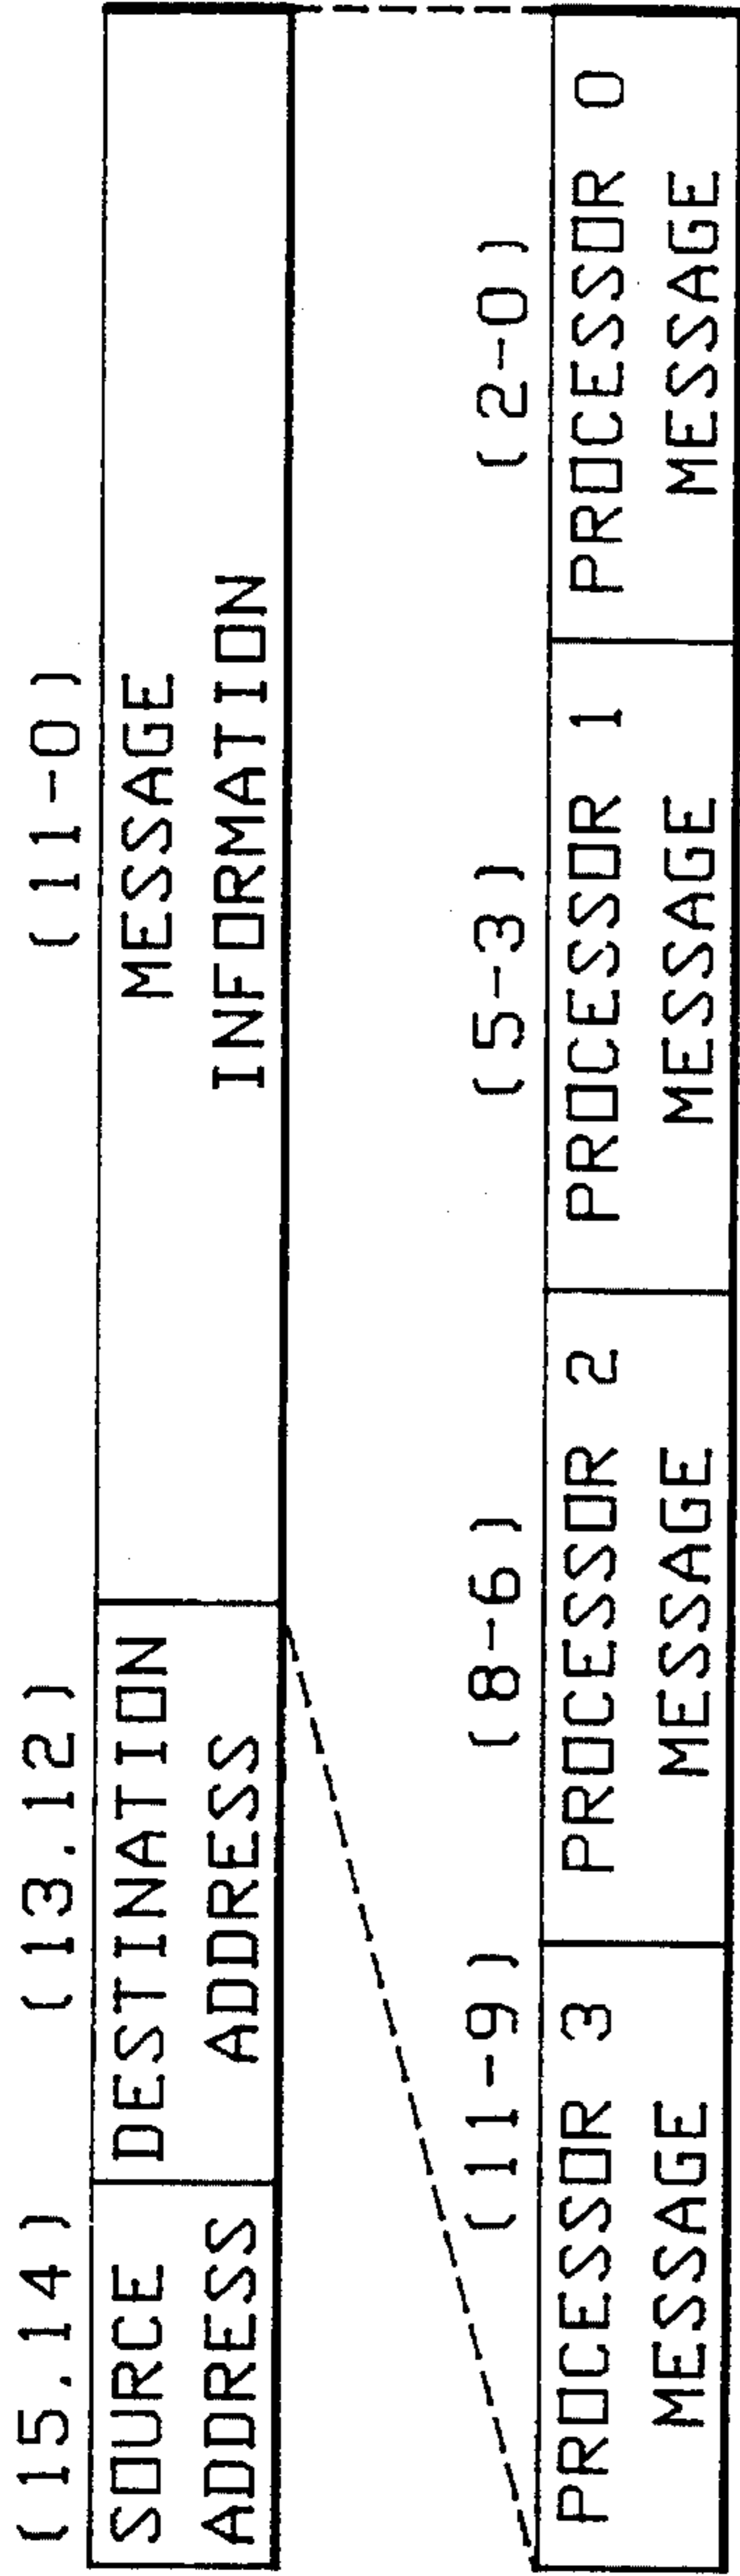 (15,14) (13,12) (11-0)
SOURCE DESTINATION MESSAGE
ADDRESS ADDRESS INFORMATION
(11-9) (8-6) (5-3) (2-0)
PROCESSOR 3 PROCESSOR 2 PROCESSOR 1 PROCESSOR 0
MESSAGE MESSAGE MESSAGE MESSAGE